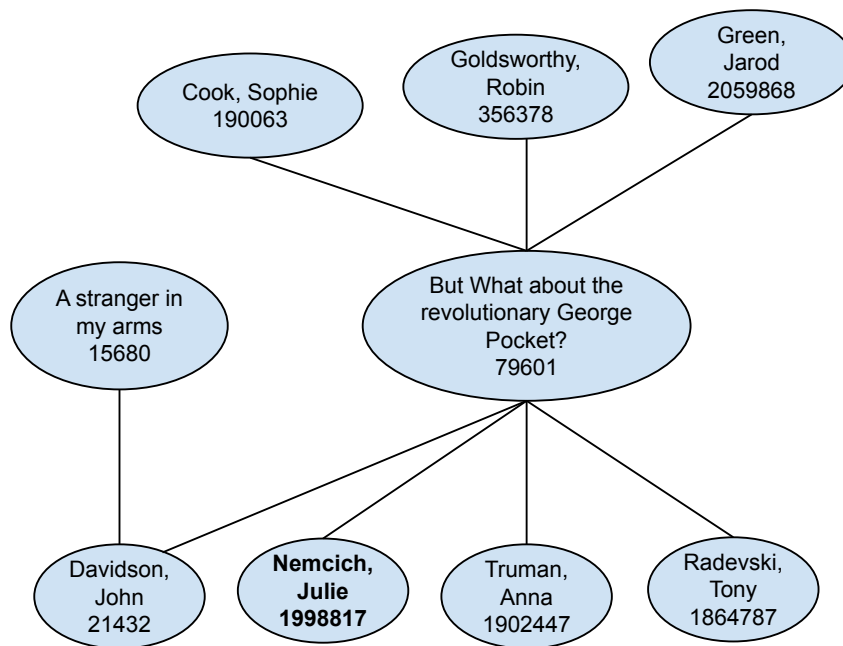 Cook, Sophie
190063
Goldsworthy,
Robin
356378
Green,
Jarod
2059868
A stranger in
my arms
15680
But What about the
revolutionary George
Pocket?
79601
Davidson,
John
21432
Nemcich,
Julie
1998817
Truman,
Anna
1902447
Radevski,
Tony
1864787